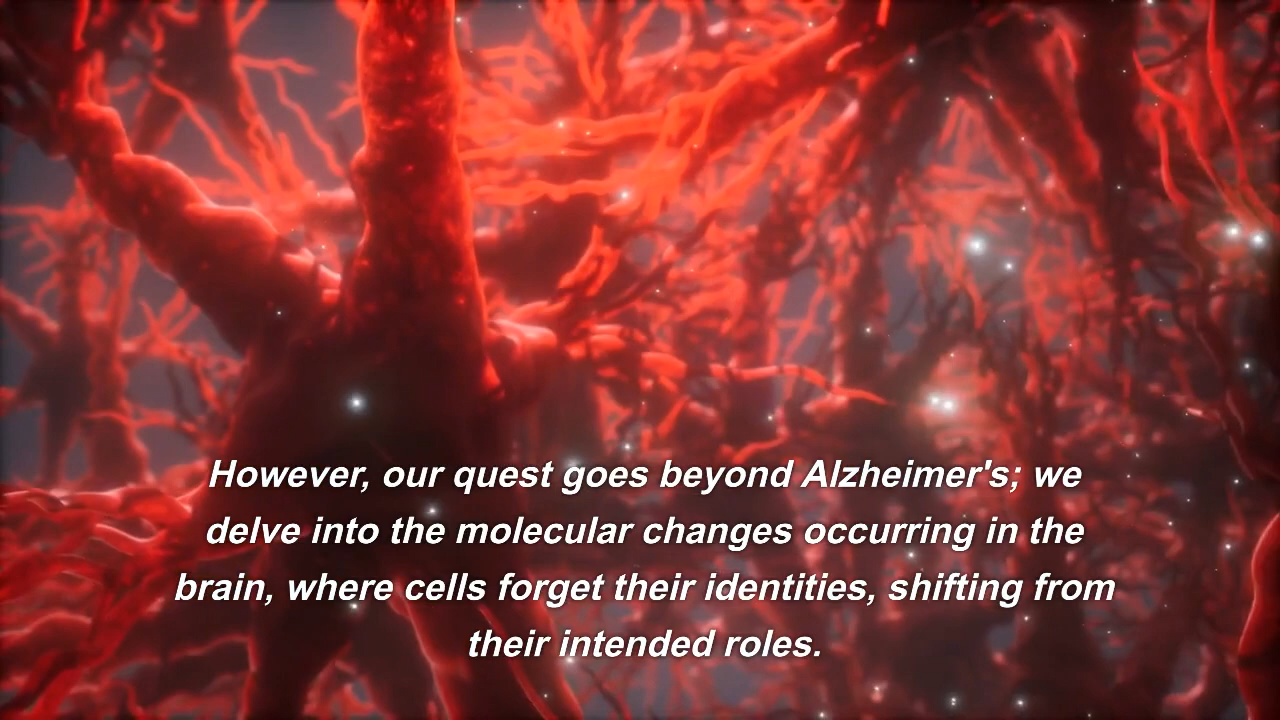 However, our quest goes beyond Alzheimer's; we
delve into the molecular changes occurring in the
brain, where cells forget their identities, shifting from
their intended roles.